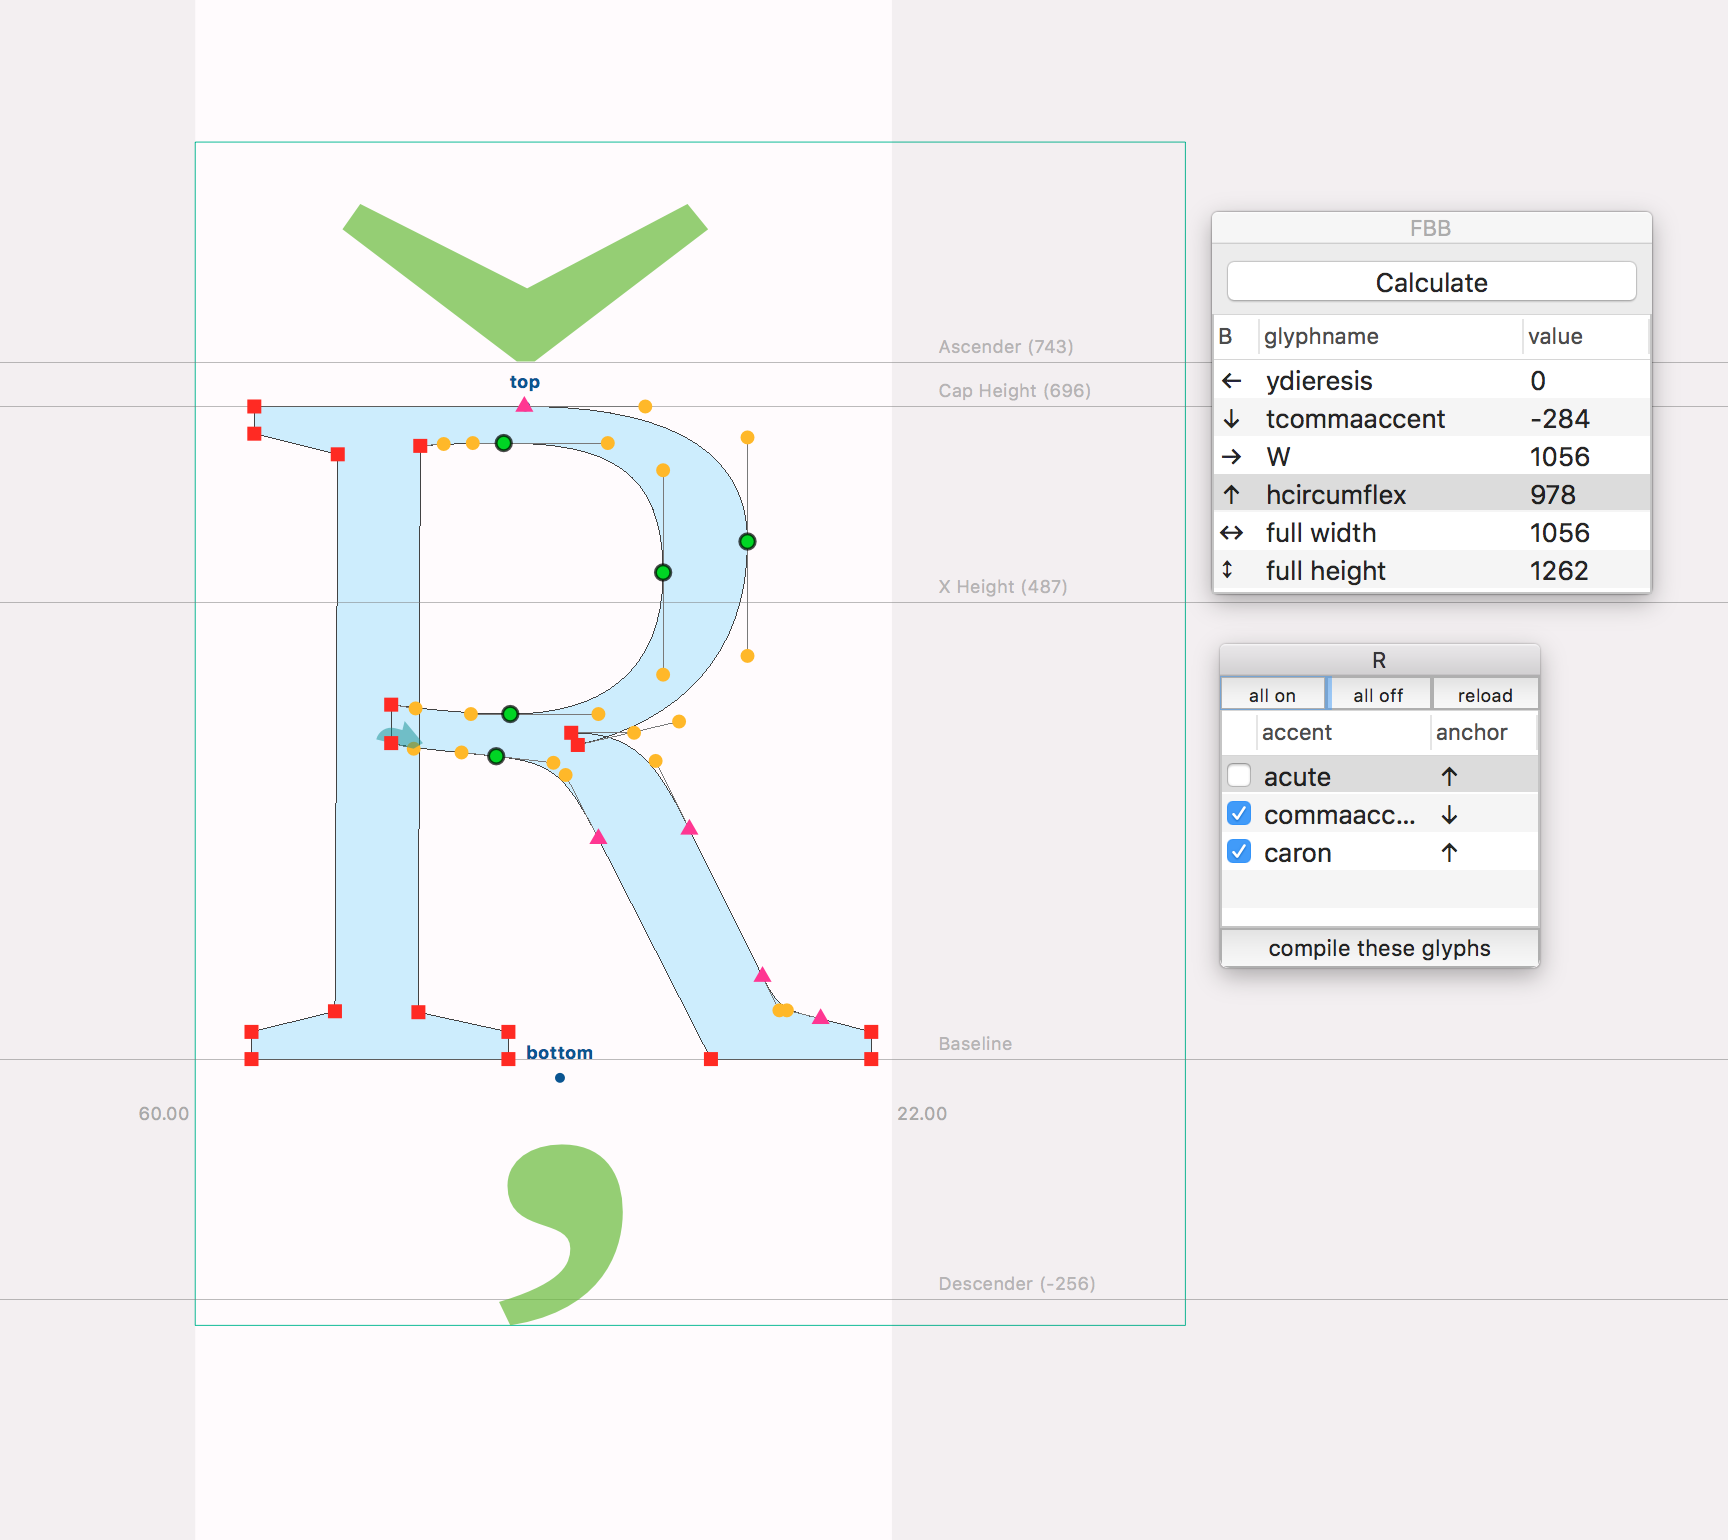 top
Ascender (743)
Cap Height (696)
X Height (487)
Baseline
bottom
60.00
22.00
Descender (-256)
FBB
Calculate
B glyphname value
← ydieresis 0
↓ tcommaaccent -284
→ W 1056
↑ hcircumflex 978
↔ full width 1056
↕ full height 1262
R
all on all off reload
accent anchor
acute ↑
commaacc... ↓
caron ↑
compile these glyphs